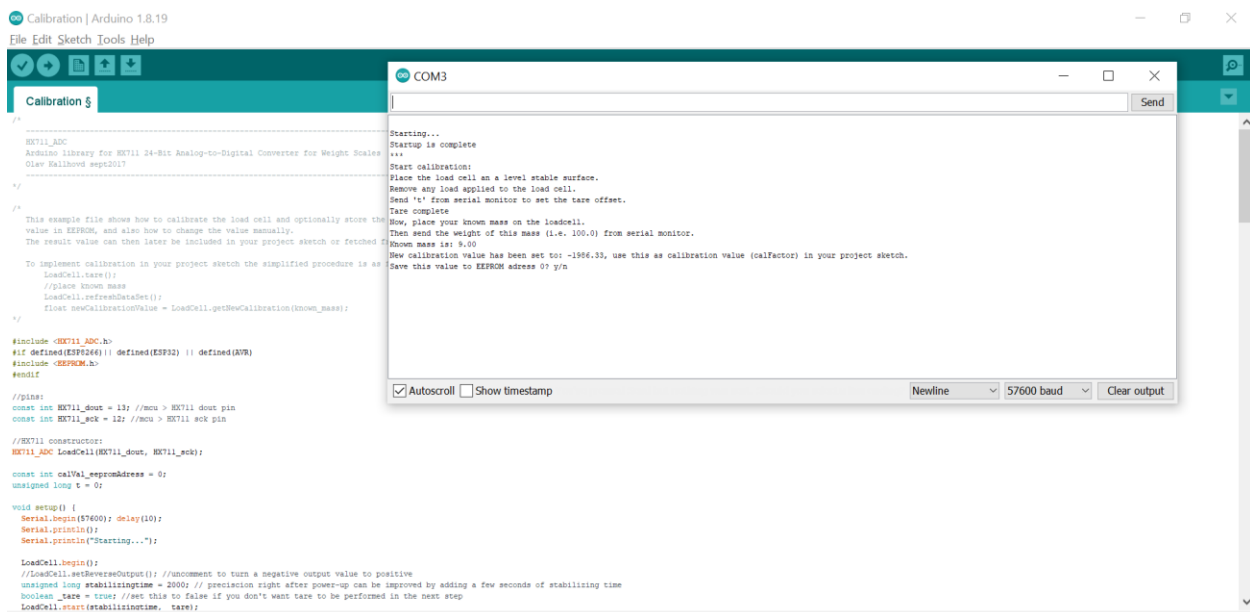 Calibration | Arduino 1.8.19
File Edit Sketch Tools Help
Calibration §
/*
HX711_ADC
Arduino library for HX711 24-Bit Analog-to-Digital Converter for Weight Scales
Olav Kallhovd sept2017
*/
/*
This example file shows how to calibrate the load cell and optionally store the
value in EEPROM, and also how to change the value manually.
The result value can then later be included in your project sketch or fetched
To implement calibration in your project sketch the simplified procedure is as
LoadCell.tare();
//place known mass
LoadCell.refreshDataSet();
float newCalibrationValue = LoadCell.getNewCalibration(known_mass);
*/
#include <HX711_ADC.h>
#if defined(ESP8266)|| defined(ESP32) || defined(AVR)
#include <EEPROM.h>
#endif
//pins:
const int HX711_dout = 13; //mcu > HX711 dout pin
const int HX711_sck = 12; //mcu > HX711 sck pin
//HX711 constructor:
HX711_ADC LoadCell(HX711_dout, HX711_sck);
const int calVal_eepromAdress = 0;
unsigned long t = 0;
void setup() {
Serial.begin(57600); delay(10);
Serial.println();
Serial.println("Starting...");
LoadCell.begin();
//LoadCell.setReverseOutput(); //uncomment to turn a negative output value to positive
unsigned long stabilizingtime = 2000; // preciscion right after power-up can be improved by adding a few seconds of stabilizing time
boolean _tare = true; //set this to false if you don't want tare to be performed in the next step
LoadCell.start(stabilizingtime, _tare);
COM3
Send
Starting...
Startup is complete
***
Start calibration:
Place the load cell an a level stable surface.
Remove any load applied to the load cell.
Send 't' from serial monitor to set the tare offset.
Tare complete
Now, place your known mass on the loadcell.
Then send the weight of this mass (i.e. 100.0) from serial monitor.
Known mass is: 9.00
New calibration value has been set to: -1986.33, use this as calibration value (calFactor) in your project sketch.
Save this value to EEPROM adress 0? y/n
Autoscroll Show timestamp Newline 57600 baud Clear output